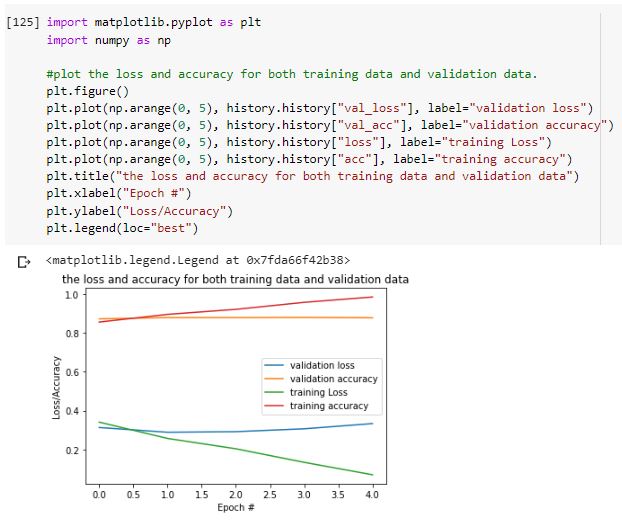 [125] import matplotlib.pyplot as plt
import numpy as np
#plot the loss and accuracy for both training data and validation data.
plt.figure()
plt.plot(np.arange(0, 5), history.history["val_loss"], label="validation loss")
plt.plot(np.arange(0, 5), history.history["val_acc"], label="validation accuracy")
plt.plot(np.arange(0, 5), history.history["loss"], label="training Loss")
plt.plot(np.arange(0, 5), history.history["acc"], label="training accuracy")
plt.title("the loss and accuracy for both training data and validation data")
plt.xlabel("Epoch #")
plt.ylabel("Loss/Accuracy")
plt.legend(loc="best")
<matplotlib.legend.Legend at 0x7fda66f42b38>
the loss and accuracy for both training data and validation data
1.0
0.8
0.6
0.4
0.2
Loss/Accuracy
validation loss
validation accuracy
training Loss
training accuracy
0.0 0.5 1.0 1.5 2.0 2.5 3.0 3.5 4.0
Epoch #